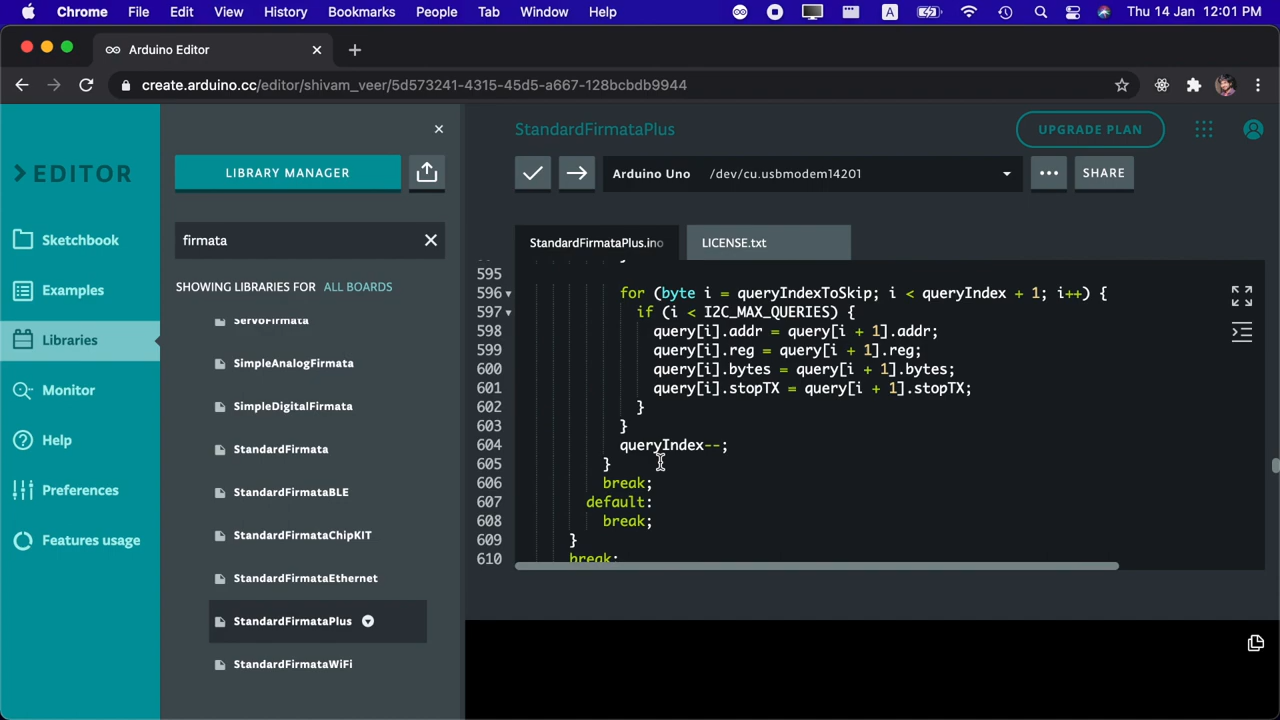 Chrome File Edit View History Bookmarks People Tab Window Help A Thu 14 Jan 12:01 PM
Arduino Editor
create.arduino.cc/editor/shivam_veer/5d573241-4315-45d5-a667-128bcbdb9944
StandardFirmataPlus UPGRADE PLAN
EDITOR
LIBRARY MANAGER
Arduino Uno /dev/cu.usbmodem14201 SHARE
Sketchbook
Examples
Libraries
Monitor
Help
Preferences
Features usage
firmata
SHOWING LIBRARIES FOR ALL BOARDS
ServoFirmata
SimpleAnalogFirmata
SimpleDigitalFirmata
StandardFirmata
StandardFirmataBLE
StandardFirmataChipKIT
StandardFirmataEthernet
StandardFirmataPlus
StandardFirmataWiFi
StandardFirmataPlus.ino LICENSE.txt
595
596 for (byte i = queryIndexToSkip; i < queryIndex + 1; i++) {
597 if (i < I2C_MAX_QUERIES) {
598 query[i].addr = query[i + 1].addr;
599 query[i].reg = query[i + 1].reg;
600 query[i].bytes = query[i + 1].bytes;
601 query[i].stopTX = query[i + 1].stopTX;
602 }
603 }
604 queryIndex--;
605 }
606 break;
607 default:
608 break;
609 }
610 break;